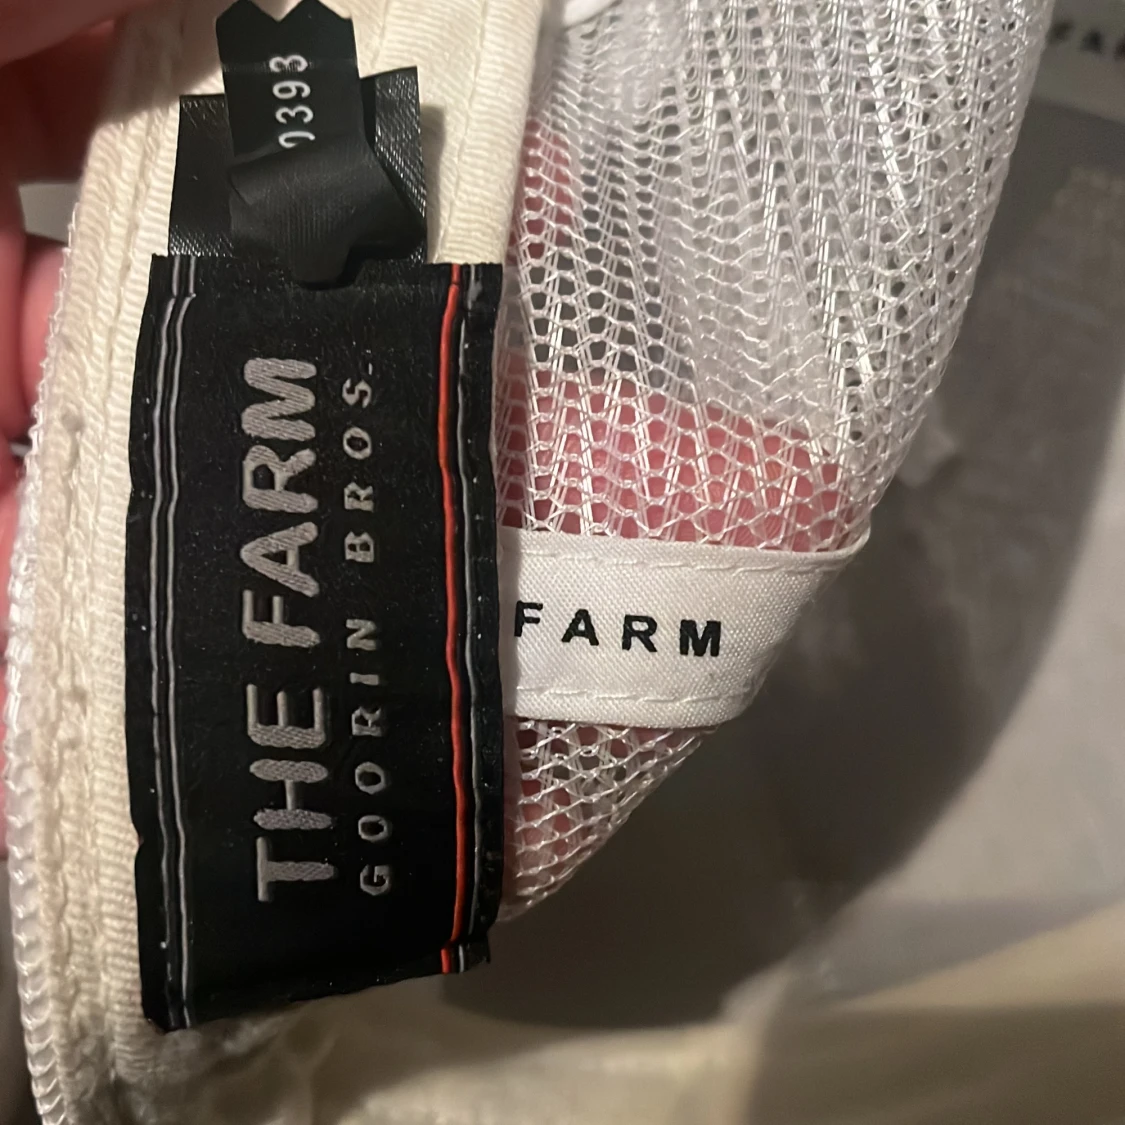 0393
THE FARM
GOORIN BROS.
FARM